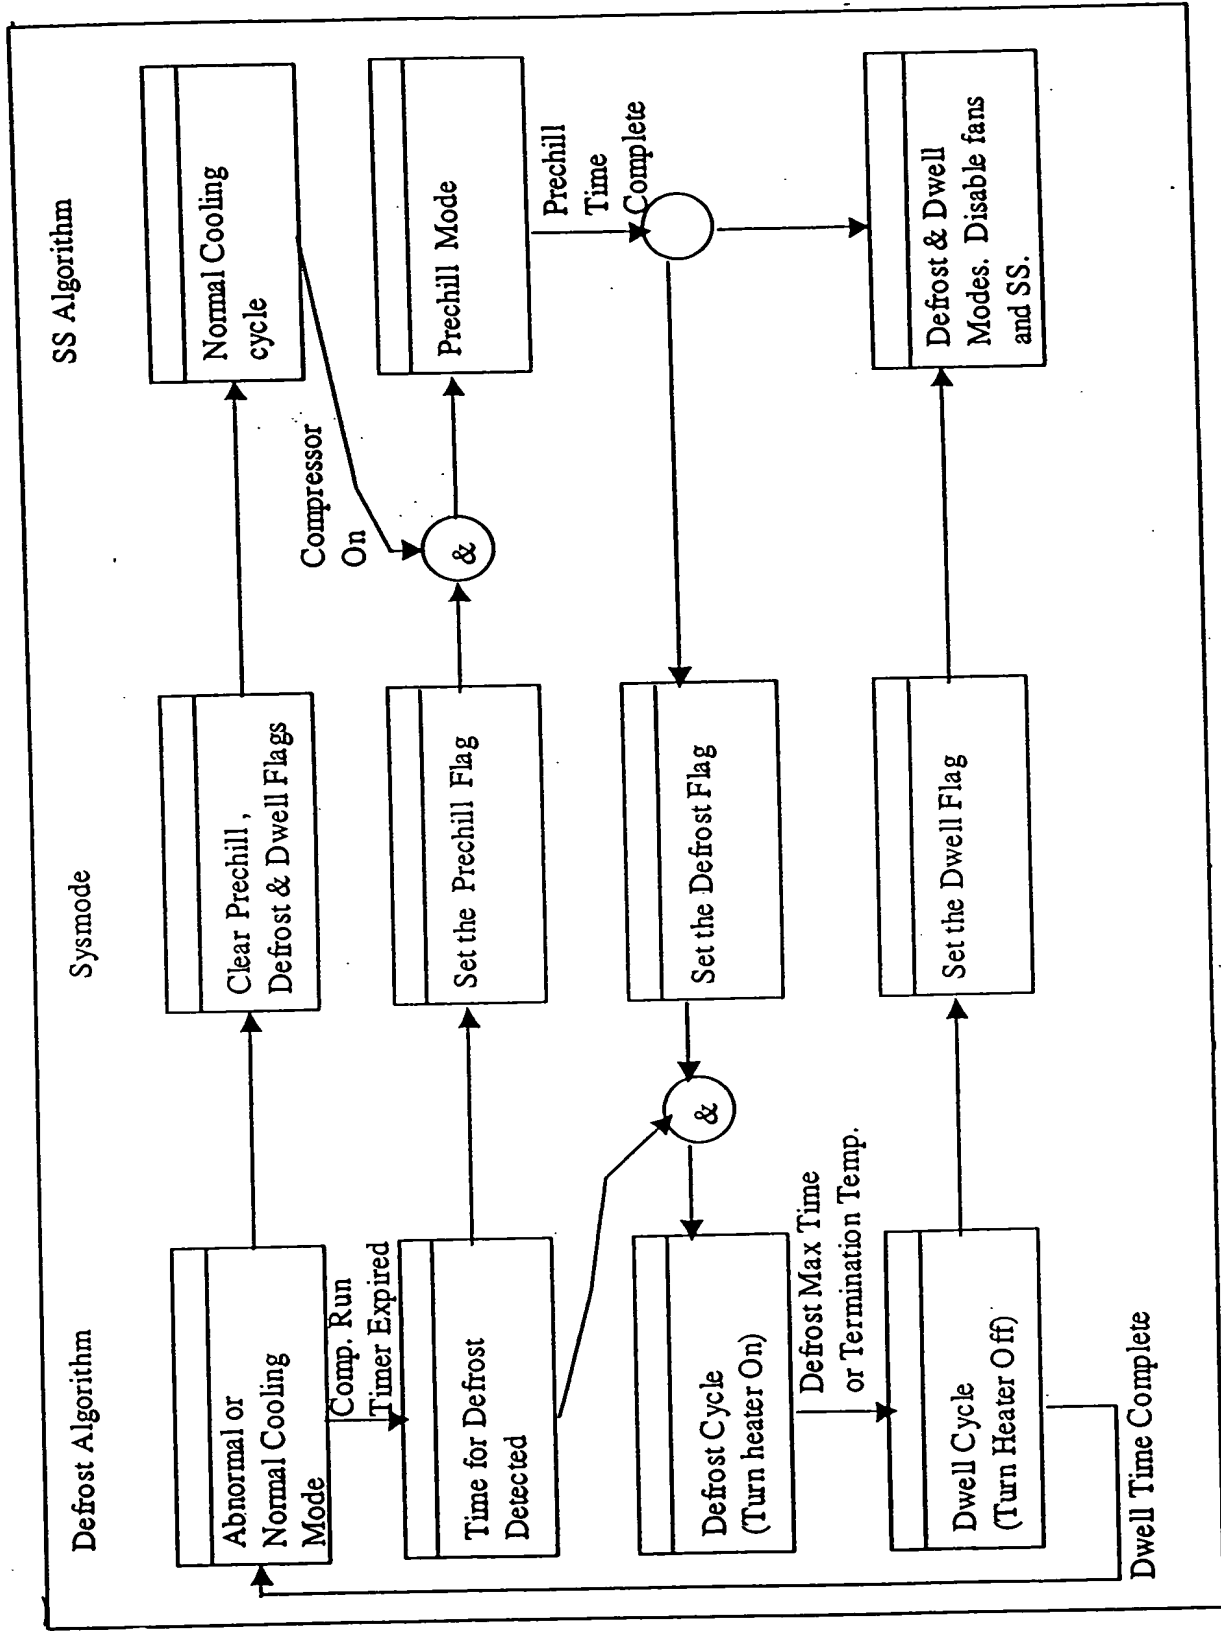 Defrost Algorithm
Sysmode
SS Algorithm
Abnormal or
Normal Cooling
Mode
Clear Prechill ,
Defrost & Dwell Flags
Normal Cooling
cycle
Comp. Run
Timer Expired
Compressor
On
Time for Defrost
Detected
Set the Prechill Flag
&
Prechill Mode
Prechill
Time
Complete
Defrost Cycle
(Turn heater On)
&
Set the Defrost Flag
Defrost Max Time
or Termination Temp.
Dwell Cycle
(Turn Heater Off)
Set the Dwell Flag
Defrost & Dwell
Modes. Disable fans
and SS.
Dwell Time Complete